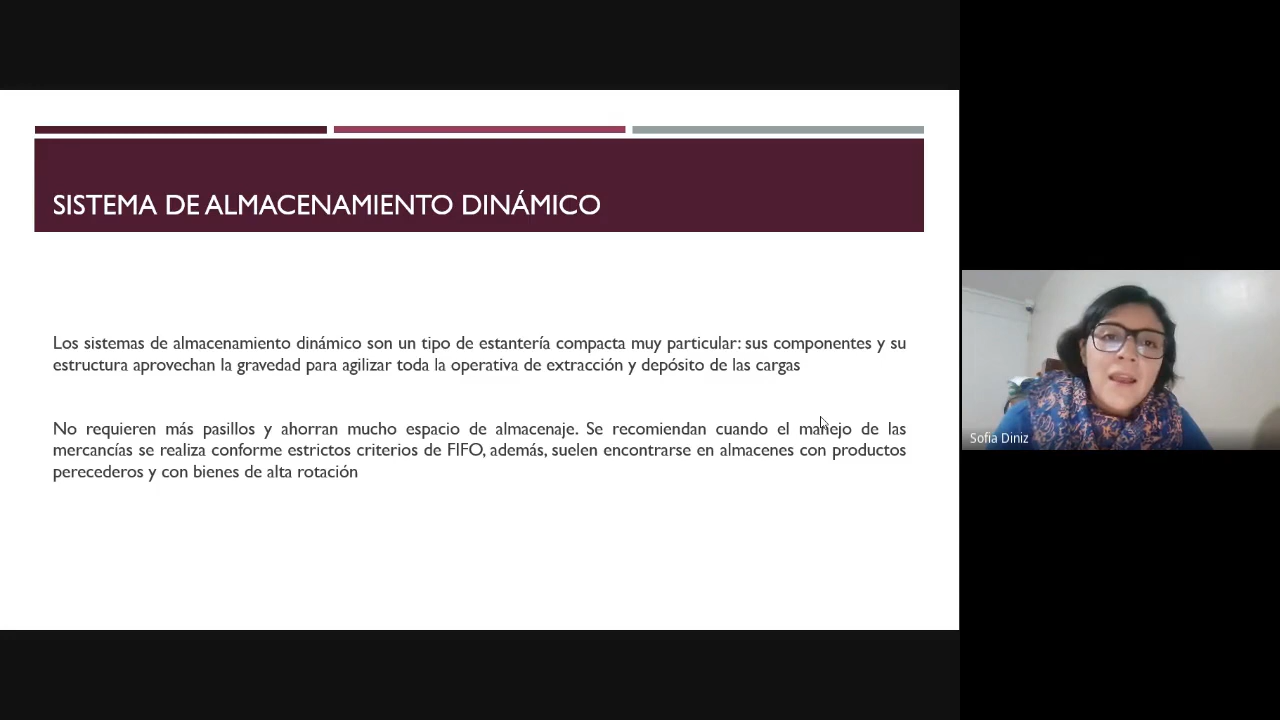 SISTEMA DE ALMACENAMIENTO DINÁMICO
Los sistemas de almacenamiento dinámico son un tipo de estantería compacta muy particular: sus componentes y su
estructura aprovechan la gravedad para agilizar toda la operativa de extracción y depósito de las cargas
No requieren más pasillos y ahorran mucho espacio de almacenaje. Se recomiendan cuando el manejo de las
mercancías se realiza conforme estrictos criterios de FIFO, además, suelen encontrarse en almacenes con productos
perecederos y con bienes de alta rotación
Sofia Diniz